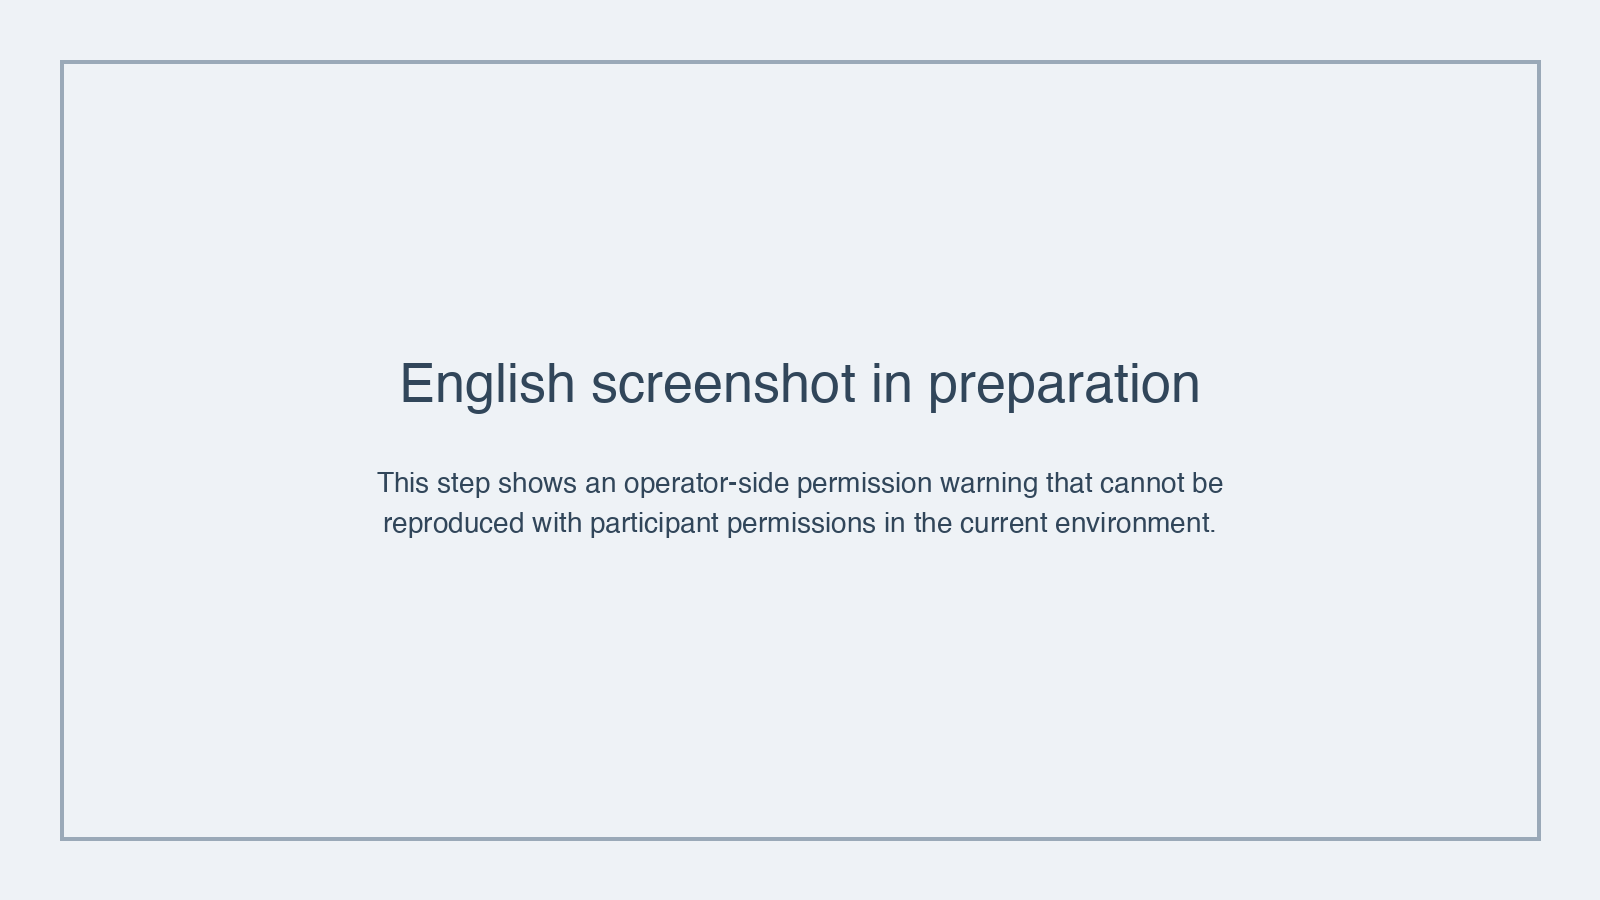 English screenshot in preparation
This step shows an operator-side permission warning that cannot be
reproduced with participant permissions in the current environment.